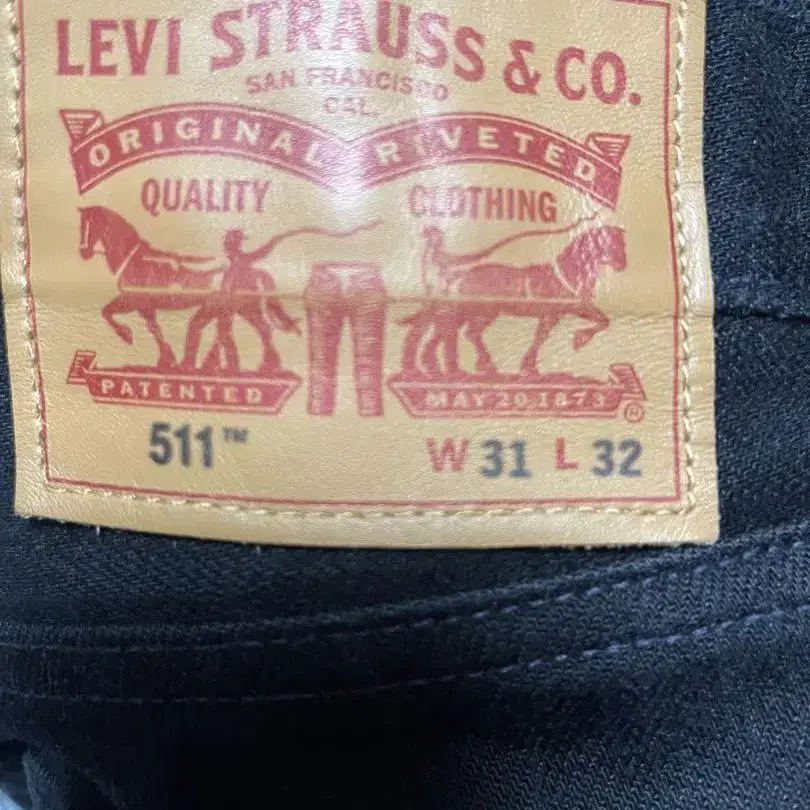 LEVI STRAUSS & CO.
SAN FRANCISCO
CAL.
ORIGINAL RIVETED
QUALITY CLOTHING
PATENTED MAY 20 1873 ®
511™ W 31 L 32